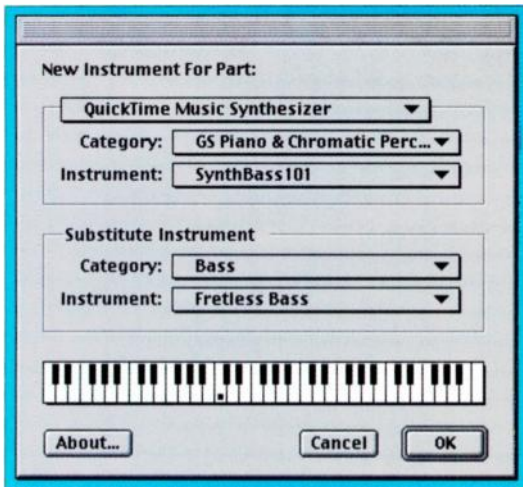 New Instrument For Part:
QuickTime Music Synthesizer
Category: GS Piano & Chromatic Perc...
Instrument: SynthBass101
Substitute Instrument
Category: Bass
Instrument: Fretless Bass
About... Cancel OK